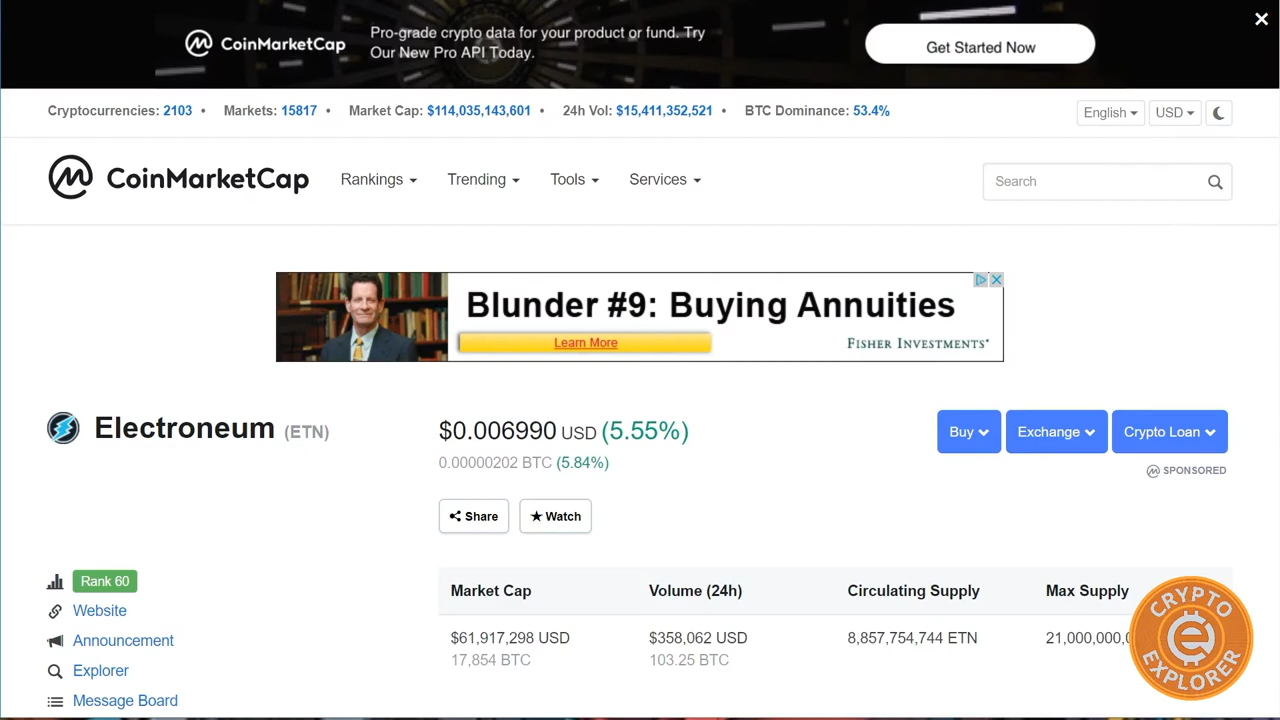 CoinMarketCap
Pro-grade crypto data for your product or fund. Try
Our New Pro API Today.
Get Started Now
Cryptocurrencies: 2103 • Markets: 15817 • Market Cap: $114,035,143,601 • 24h Vol: $15,411,352,521 • BTC Dominance: 53.4%
English USD
CoinMarketCap Rankings Trending Tools Services Search
Blunder #9: Buying Annuities
Learn More FISHER INVESTMENTS
Electroneum (ETN) $0.006990 USD (5.55%) Buy Exchange Crypto Loan
0.00000202 BTC (5.84%)
SPONSORED
Share Watch
Rank 60
Market Cap Volume (24h) Circulating Supply Max Supply
Website
$61,917,298 USD $358,062 USD 8,857,754,744 ETN 21,000,000,0
17,854 BTC 103.25 BTC
Announcement
Explorer
Message Board
CRYPTO
EXPLORER